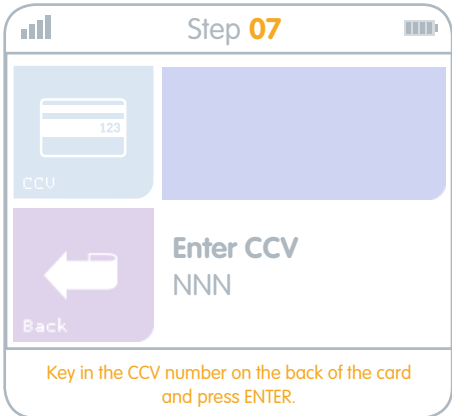 Step 07
123
CCV
Enter CCV
NNN
Back
Key in the CCV number on the back of the card
and press ENTER.